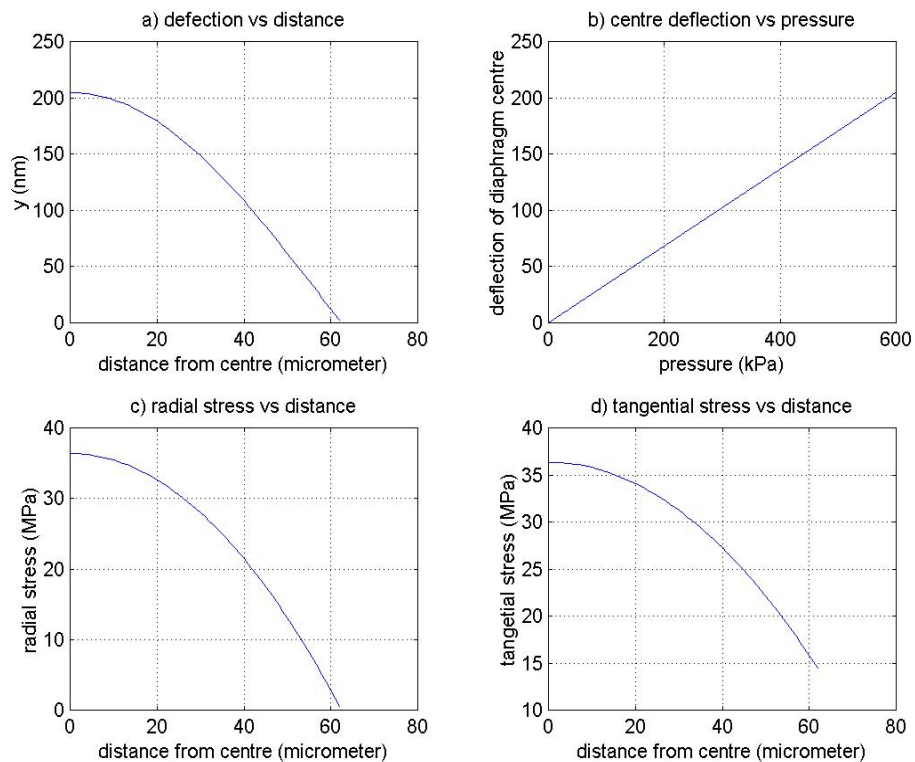 a) defection vs distance
250
200
150
100
50
0
y (nm)
0 20 40 60 80
distance from centre (micrometer)
b) centre deflection vs pressure
250
200
150
100
50
0
deflection of diaphragm centre
0 200 400 600
pressure (kPa)
c) radial stress vs distance
40
30
20
10
0
radial stress (MPa)
0 20 40 60 80
distance from centre (micrometer)
d) tangential stress vs distance
40
35
30
25
20
15
10
tangetial stress (MPa)
0 20 40 60 80
distance from centre (micrometer)